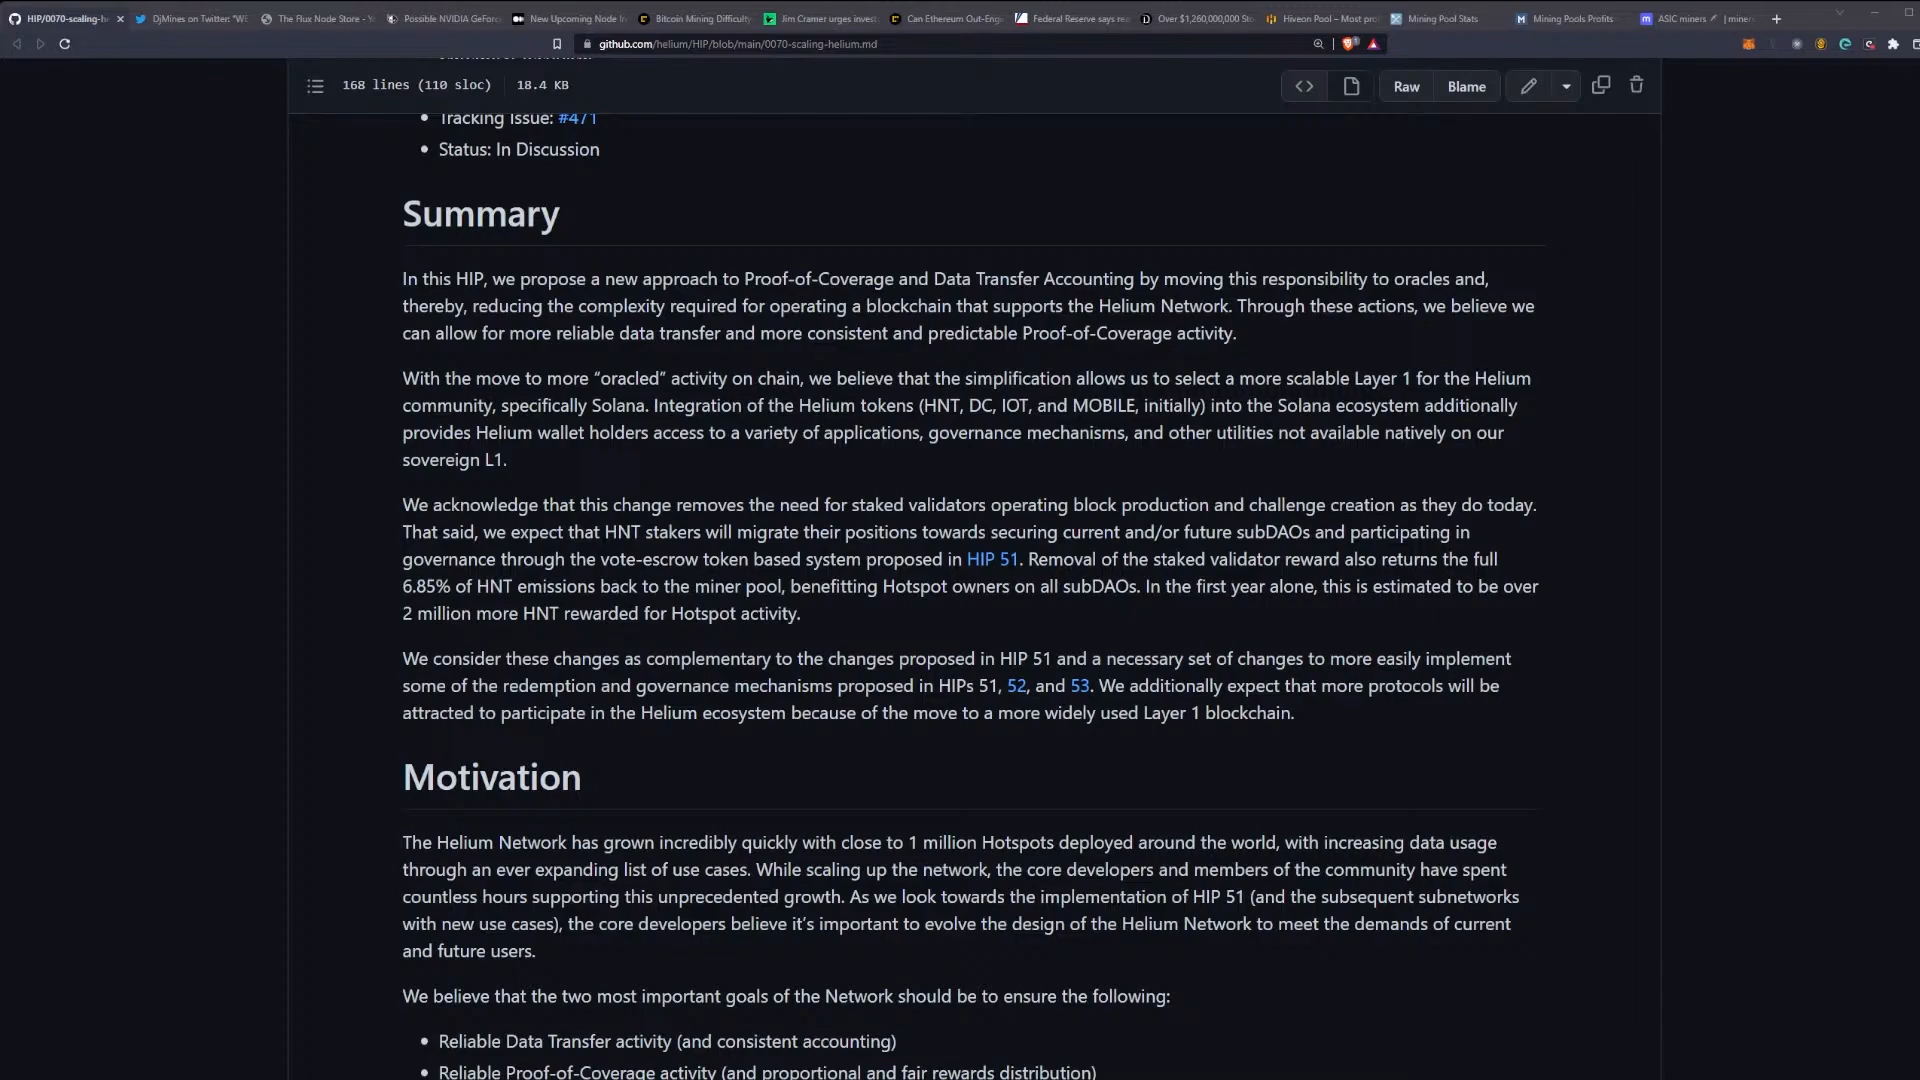 HIP/0070-scaling-h
DjMines on Twitter: "WE
The Flux Node Store - Y
Possible NVIDIA GeForc
New Upcoming Node In
Bitcoin Mining Difficulty
Jim Cramer urges invest
Can Ethereum Out-Eng
Federal Reserve says re
Over $1,260,000,000 Sto
Hiveon Pool – Most pro
Mining Pool Stats
Mining Pools Profits
ASIC miners
github.com/helium/HIP/blob/main/0070-scaling-helium.md
168 lines (110 sloc) 18.4 KB
Raw
Blame
• Tracking Issue: #471
• Status: In Discussion
Summary
In this HIP, we propose a new approach to Proof-of-Coverage and Data Transfer Accounting by moving this responsibility to oracles and,
thereby, reducing the complexity required for operating a blockchain that supports the Helium Network. Through these actions, we believe we
can allow for more reliable data transfer and more consistent and predictable Proof-of-Coverage activity.
With the move to more “oracled” activity on chain, we believe that the simplification allows us to select a more scalable Layer 1 for the Helium
community, specifically Solana. Integration of the Helium tokens (HNT, DC, IOT, and MOBILE, initially) into the Solana ecosystem additionally
provides Helium wallet holders access to a variety of applications, governance mechanisms, and other utilities not available natively on our
sovereign L1.
We acknowledge that this change removes the need for staked validators operating block production and challenge creation as they do today.
That said, we expect that HNT stakers will migrate their positions towards securing current and/or future subDAOs and participating in
governance through the vote-escrow token based system proposed in HIP 51. Removal of the staked validator reward also returns the full
6.85% of HNT emissions back to the miner pool, benefitting Hotspot owners on all subDAOs. In the first year alone, this is estimated to be over
2 million more HNT rewarded for Hotspot activity.
We consider these changes as complementary to the changes proposed in HIP 51 and a necessary set of changes to more easily implement
some of the redemption and governance mechanisms proposed in HIPs 51, 52, and 53. We additionally expect that more protocols will be
attracted to participate in the Helium ecosystem because of the move to a more widely used Layer 1 blockchain.
Motivation
The Helium Network has grown incredibly quickly with close to 1 million Hotspots deployed around the world, with increasing data usage
through an ever expanding list of use cases. While scaling up the network, the core developers and members of the community have spent
countless hours supporting this unprecedented growth. As we look towards the implementation of HIP 51 (and the subsequent subnetworks
with new use cases), the core developers believe it’s important to evolve the design of the Helium Network to meet the demands of current
and future users.
We believe that the two most important goals of the Network should be to ensure the following:
• Reliable Data Transfer activity (and consistent accounting)
• Reliable Proof-of-Coverage activity (and proportional and fair rewards distribution)